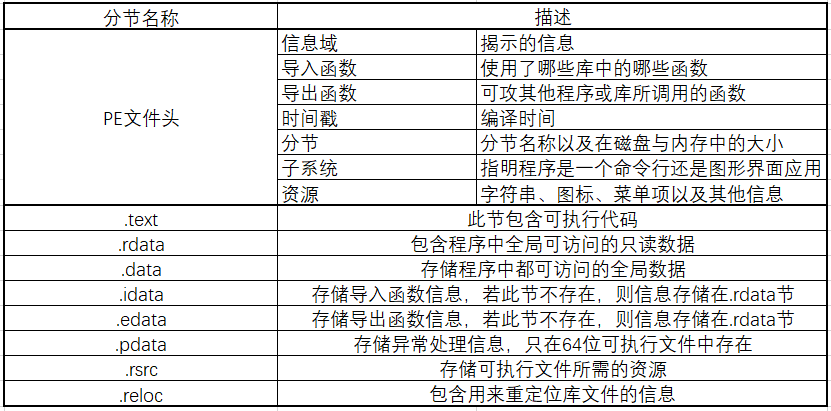 分节名称 描述
PE文件头 信息域 揭示的信息
导入函数 使用了哪些库中的哪些函数
导出函数 可攻其他程序或库所调用的函数
时间戳 编译时间
分节 分节名称以及在磁盘与内存中的大小
子系统 指明程序是一个命令行还是图形界面应用
资源 字符串、图标、菜单项以及其他信息
.text 此节包含可执行代码
.rdata 包含程序中全局可访问的只读数据
.data 存储程序中都可访问的全局数据
.idata 存储导入函数信息，若此节不存在，则信息存储在.rdata节
.edata 存储导出函数信息，若此节不存在，则信息存储在.rdata节
.pdata 存储异常处理信息，只在64位可执行文件中存在
.rsrc 存储可执行文件所需的资源
.reloc 包含用来重定位库文件的信息